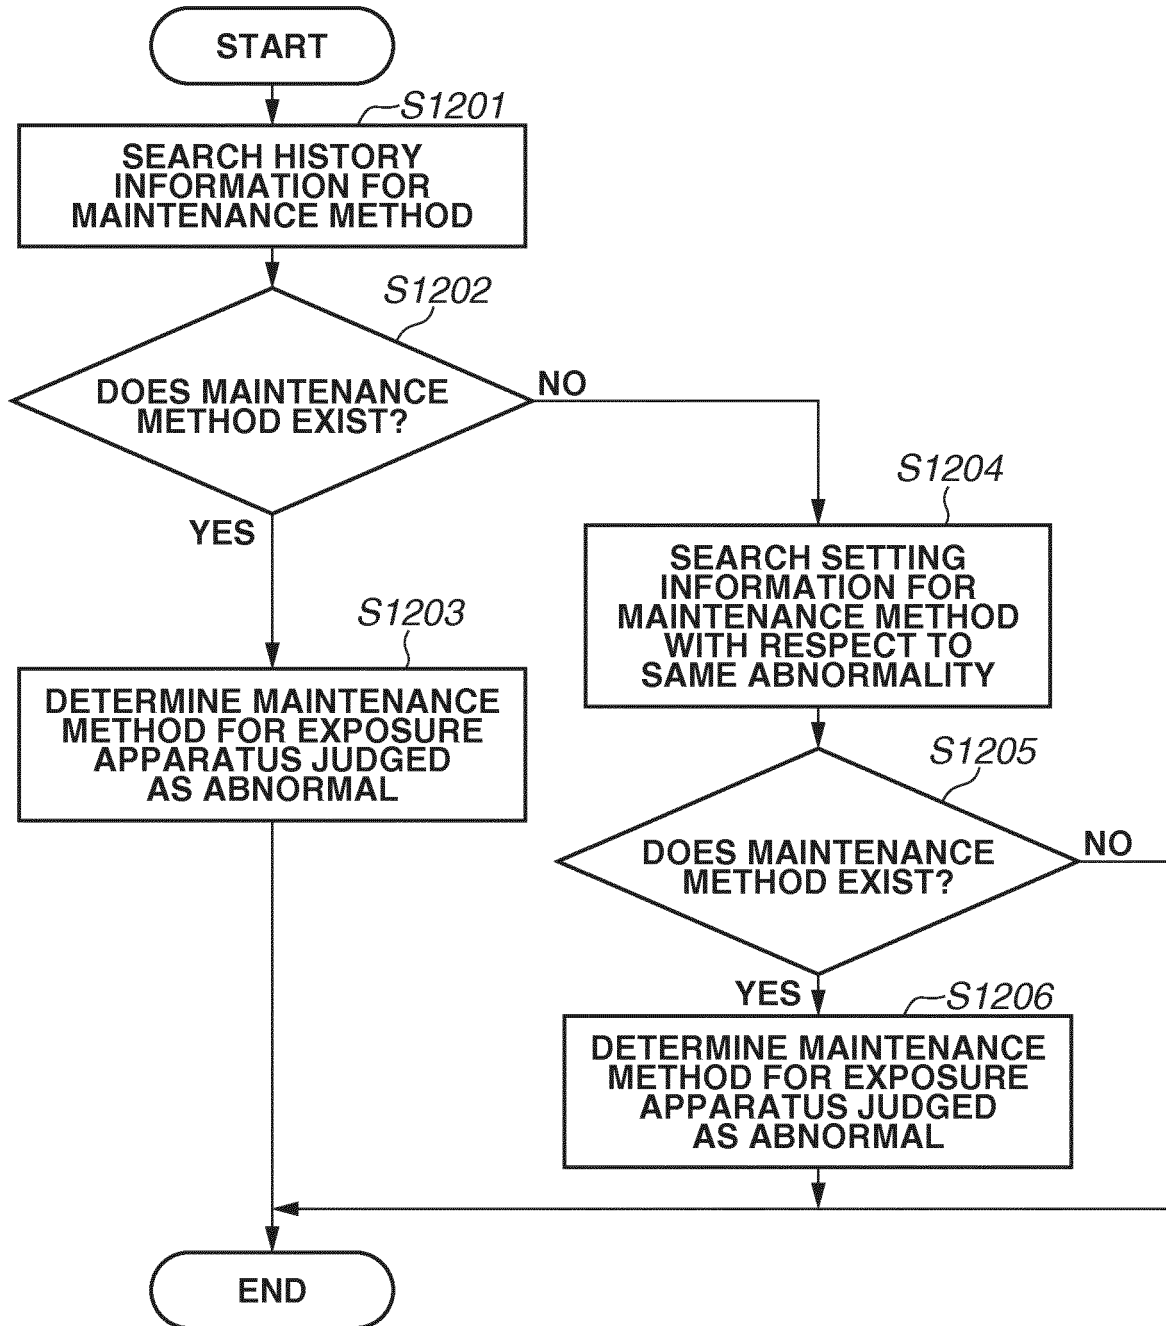 START
S1201
SEARCH HISTORY
INFORMATION FOR
MAINTENANCE METHOD
S1202
DOES MAINTENANCE
METHOD EXIST?
NO
YES
S1203
DETERMINE MAINTENANCE
METHOD FOR EXPOSURE
APPARATUS JUDGED
AS ABNORMAL
S1204
SEARCH SETTING
INFORMATION FOR
MAINTENANCE METHOD
WITH RESPECT TO
SAME ABNORMALITY
S1205
DOES MAINTENANCE
METHOD EXIST?
NO
YES
S1206
DETERMINE MAINTENANCE
METHOD FOR EXPOSURE
APPARATUS JUDGED
AS ABNORMAL
END